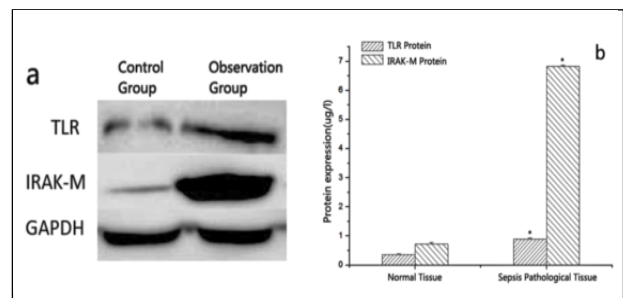 a
Control Group
Observation Group
TLR
IRAK-M
GAPDH
b
TLR Protein
IRAK-M Protein
Protein expression(ug/l)
7
6
5
4
3
2
1
0
*
*
Normal Tissue
Sepsis Pathological Tissue